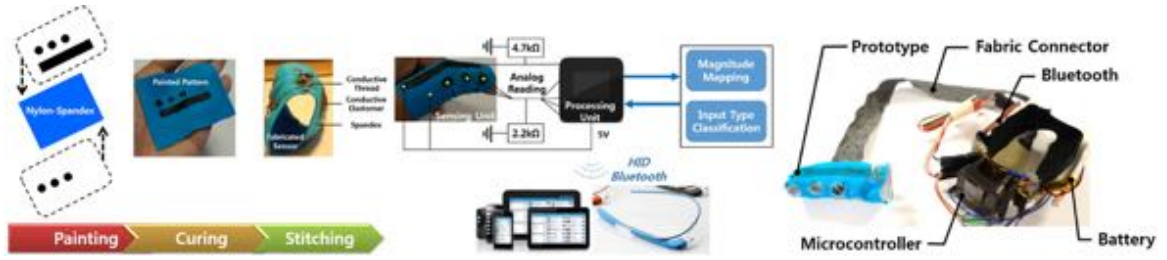 Nylon-Spandex
Painted Pattern
Fabricated
Sensor
Conductive
Thread
Conductive
Elastomer
Spandex
Sensing Unit
4.7kΩ
Analog
Reading
2.2kΩ
Processing
Unit
5V
Magnitude
Mapping
Input Type
Classification
HID
Bluetooth
Painting
Curing
Stitching
Prototype
Fabric Connector
Bluetooth
Microcontroller
Battery